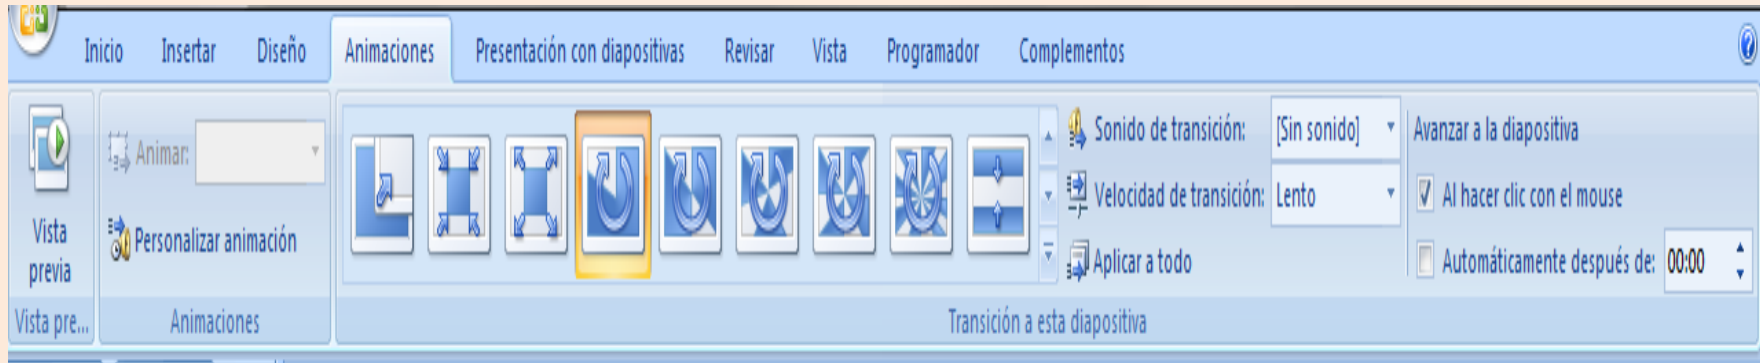 Inicio Insertar Diseño Animaciones Presentación con diapositivas Revisar Vista Programador Complementos
Vista previa
Animar:
Personalizar animación
Sonido de transición: [Sin sonido]
Velocidad de transición: Lento
Aplicar a todo
Avanzar a la diapositiva
Al hacer clic con el mouse
Automáticamente después de: 00:00
Vista pre... Animaciones Transición a esta diapositiva